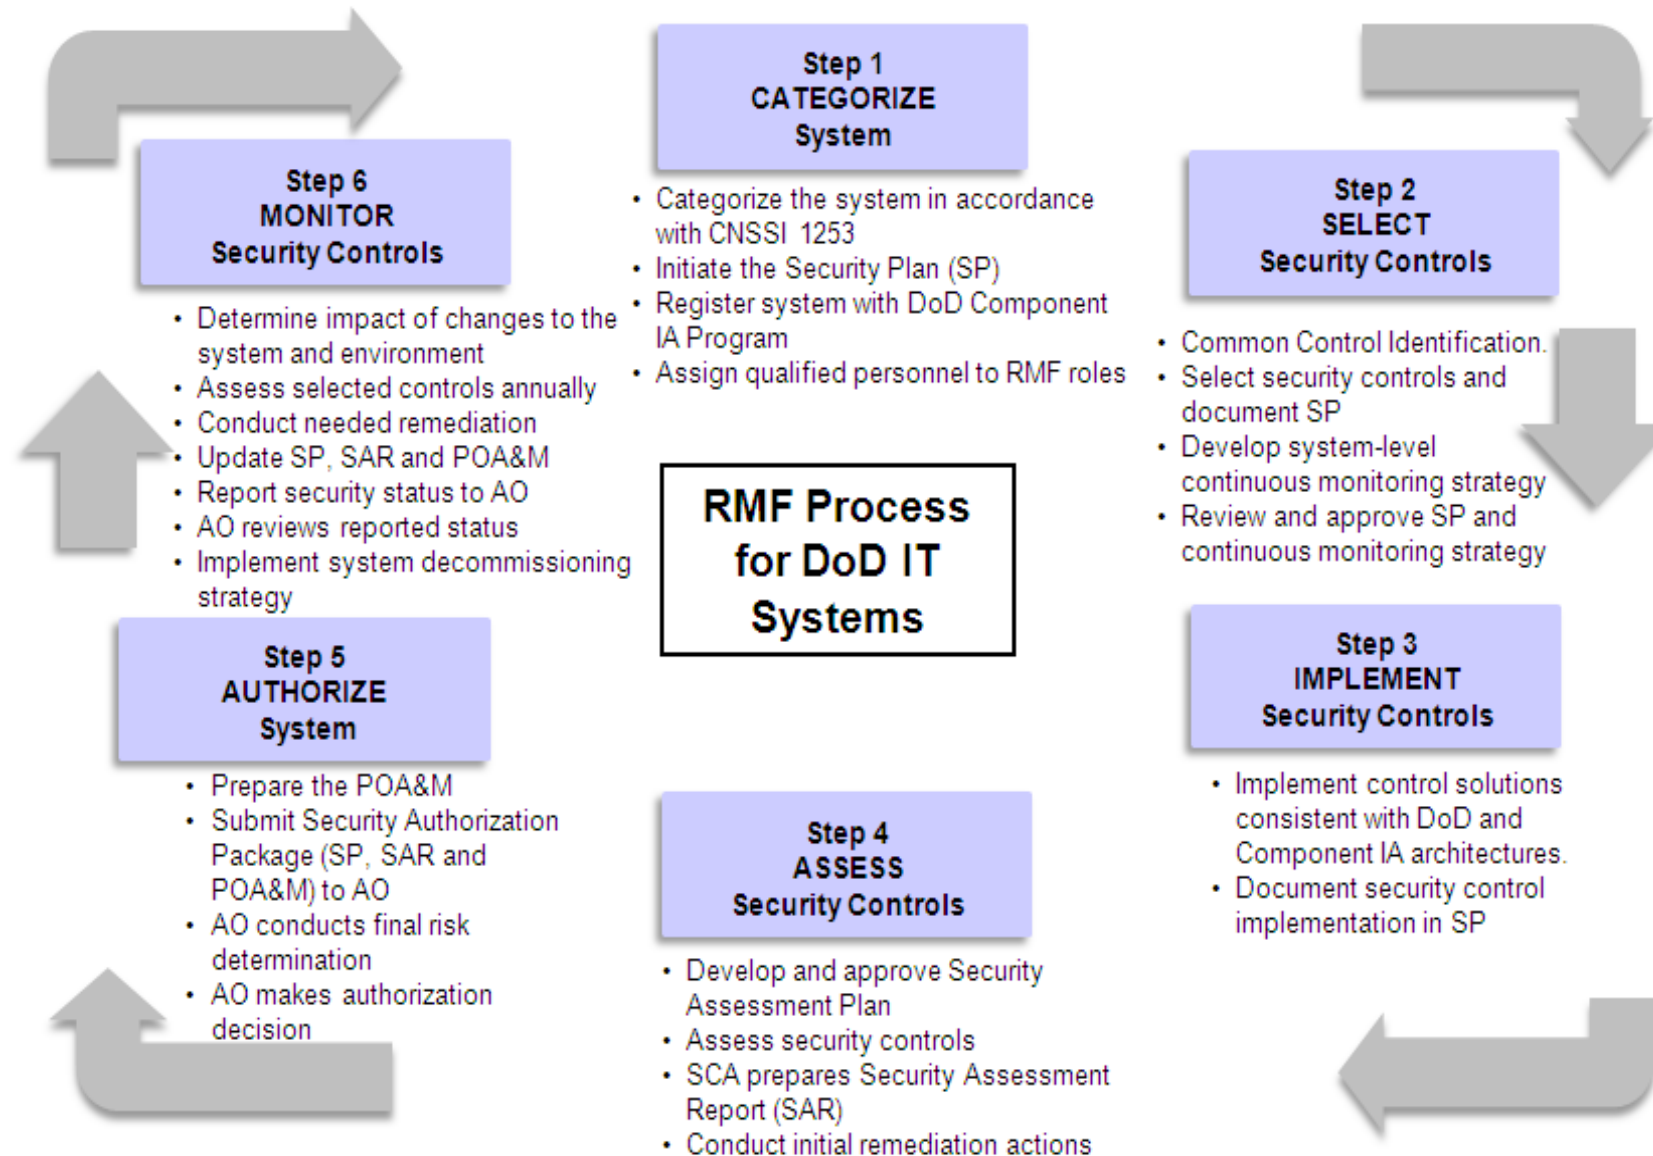 Step 1
CATEGORIZE
System
• Categorize the system in accordance
with CNSSI 1253
• Initiate the Security Plan (SP)
• Register system with DoD Component
IA Program
• Assign qualified personnel to RMF roles
Step 2
SELECT
Security Controls
• Common Control Identification.
• Select security controls and
document SP
• Develop system-level
continuous monitoring strategy
• Review and approve SP and
continuous monitoring strategy
Step 3
IMPLEMENT
Security Controls
• Implement control solutions
consistent with DoD and
Component IA architectures.
• Document security control
implementation in SP
Step 4
ASSESS
Security Controls
• Develop and approve Security
Assessment Plan
• Assess security controls
• SCA prepares Security Assessment
Report (SAR)
• Conduct initial remediation actions
Step 5
AUTHORIZE
System
• Prepare the POA&M
• Submit Security Authorization
Package (SP, SAR and
POA&M) to AO
• AO conducts final risk
determination
• AO makes authorization
decision
Step 6
MONITOR
Security Controls
• Determine impact of changes to the
system and environment
• Assess selected controls annually
• Conduct needed remediation
• Update SP, SAR and POA&M
• Report security status to AO
• AO reviews reported status
• Implement system decommissioning
strategy
RMF Process
for DoD IT
Systems